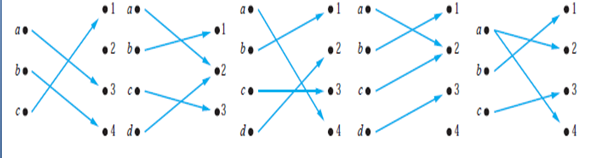 1 a a 1 a 1 1
a 1 a
2 b b 2 b 2 2
b 2 b
3 c c 3 c 3 3
c 3 c
4 d d 4 d 4 4